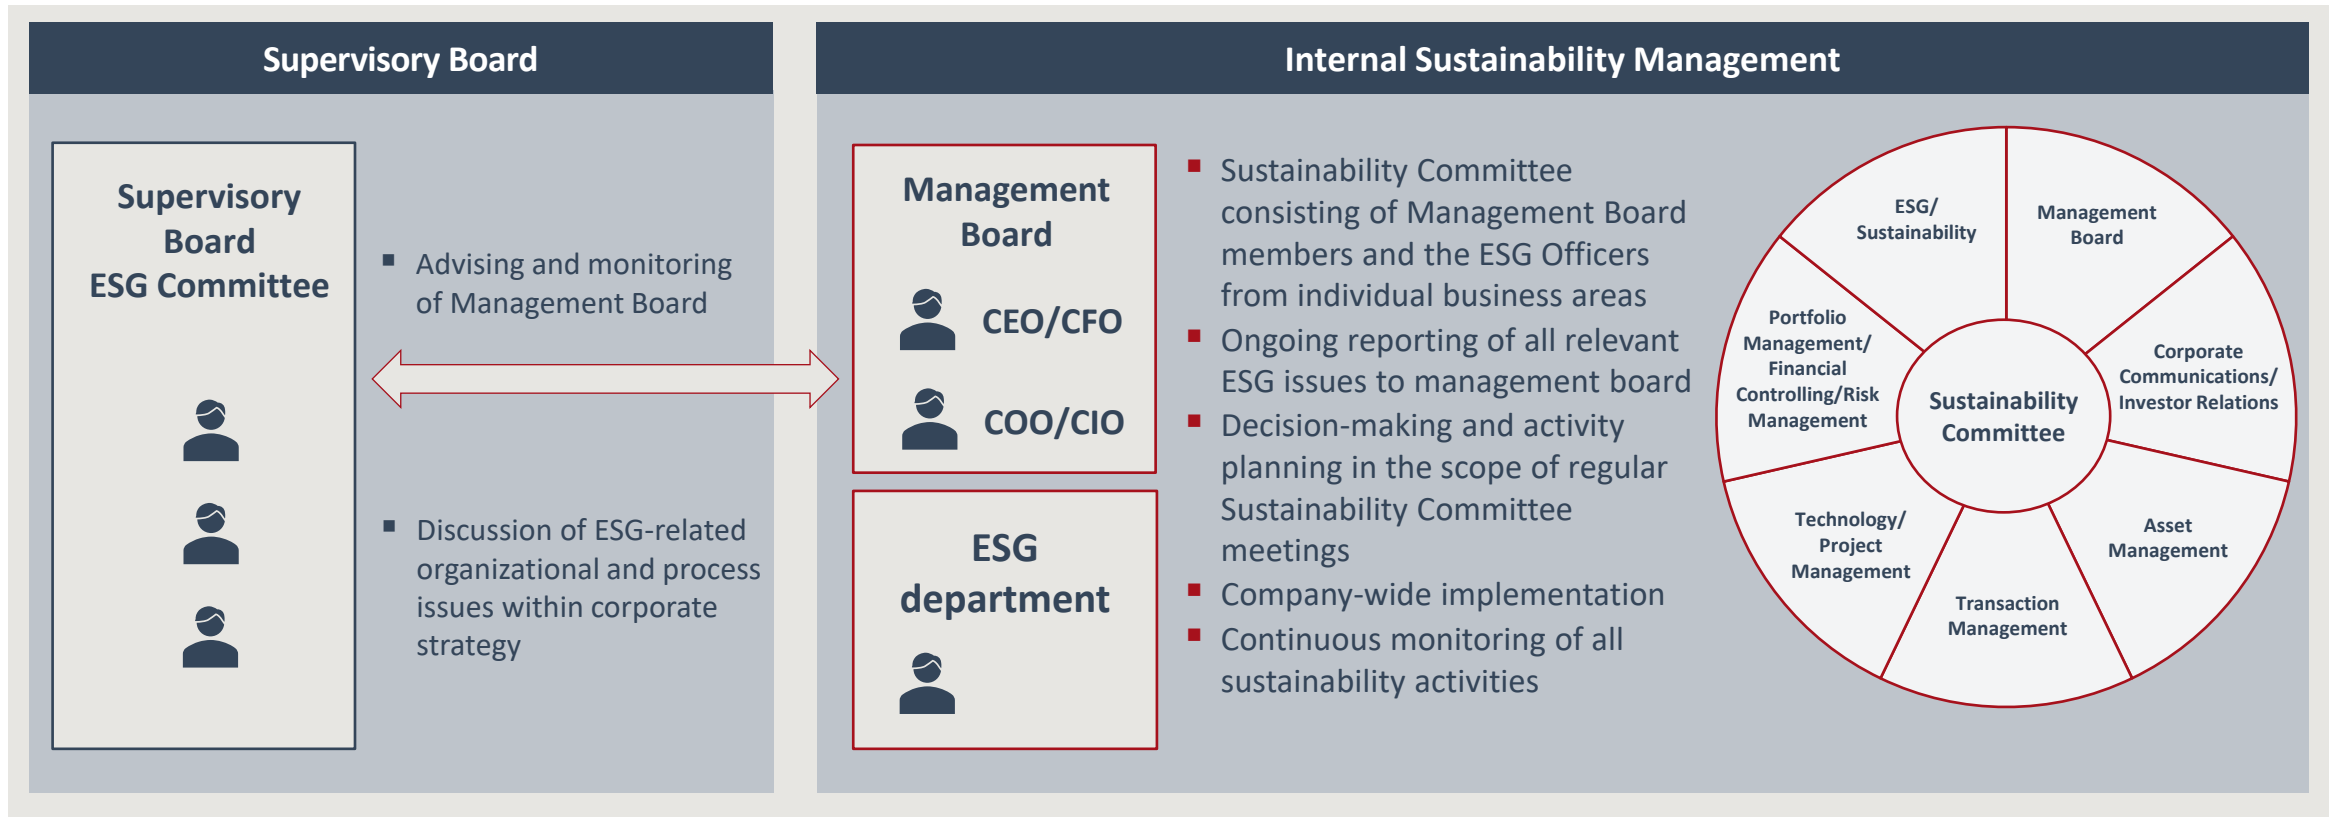 Supervisory Board
Supervisory
Board
ESG Committee
Advising and monitoring
of Management Board
Discussion of ESG-related
organizational and process
issues within corporate
strategy
Internal Sustainability Management
Management
Board
CEO/CFO
COO/CIO
ESG
department
Sustainability Committee
consisting of Management Board
members and the ESG Officers
from individual business areas
Ongoing reporting of all relevant
ESG issues to management board
Decision-making and activity
planning in the scope of regular
Sustainability Committee
meetings
Company-wide implementation
Continuous monitoring of all
sustainability activities
ESG/
Sustainability
Management
Board
Corporate
Communications/
Investor Relations
Asset
Management
Transaction
Management
Technology/
Project
Management
Portfolio
Management/
Financial
Controlling/Risk
Management
Sustainability
Committee